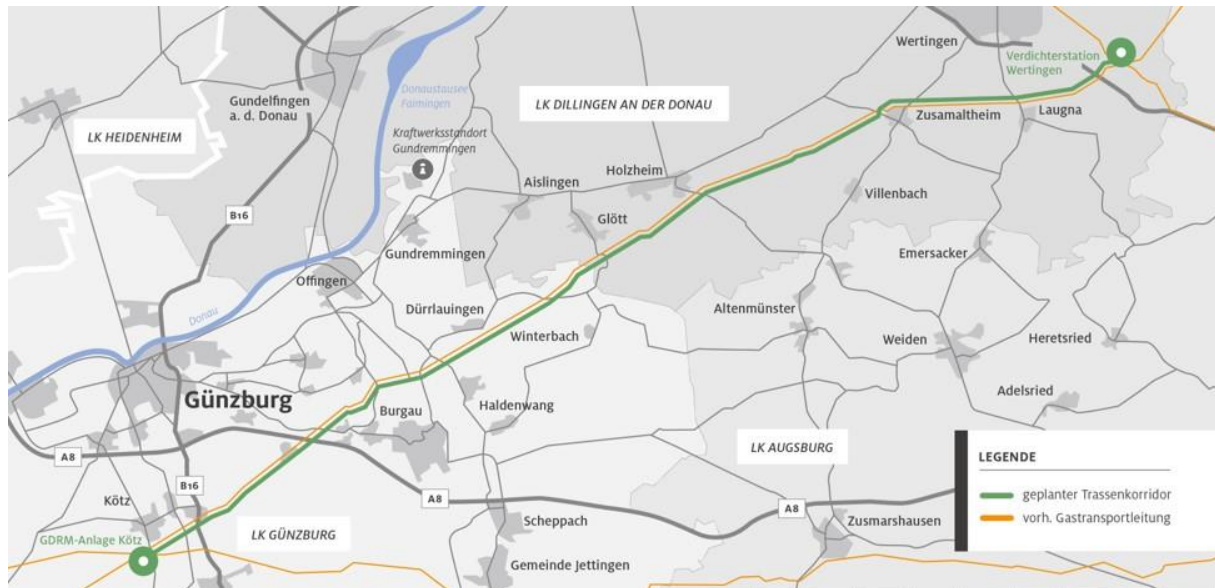 Wertingen
Verdichterstation
Wertingen
Donaustausee
Faimingen
Gundelfingen
a. d. Donau
LK DILLINGEN AN DER DONAU
Zusamaltheim
Laugna
LK HEIDENHEIM
Kraftwerksstandort
Gundremmingen
Holzheim
Aislingen
Villenbach
B16
Glött
Gundremmingen
Emersacker
Offingen
Dürrlauingen
Altenmünster
Donau
Winterbach
Weiden
Heretsried
Günzburg
Adelsried
Burgau
Haldenwang
LK AUGSBURG
A8
LEGENDE
geplanter Trassenkorridor
vorh. Gastransportleitung
B16
Kötz
A8
A8
Scheppach
Zusmarshausen
LK GÜNZBURG
GDRM-Anlage Kötz
Gemeinde Jettingen